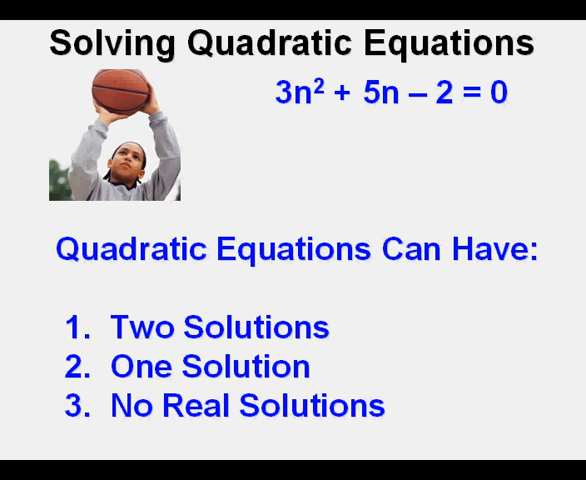 Solving Quadratic Equations
3n² + 5n – 2 = 0
Quadratic Equations Can Have:
1. Two Solutions
2. One Solution
3. No Real Solutions